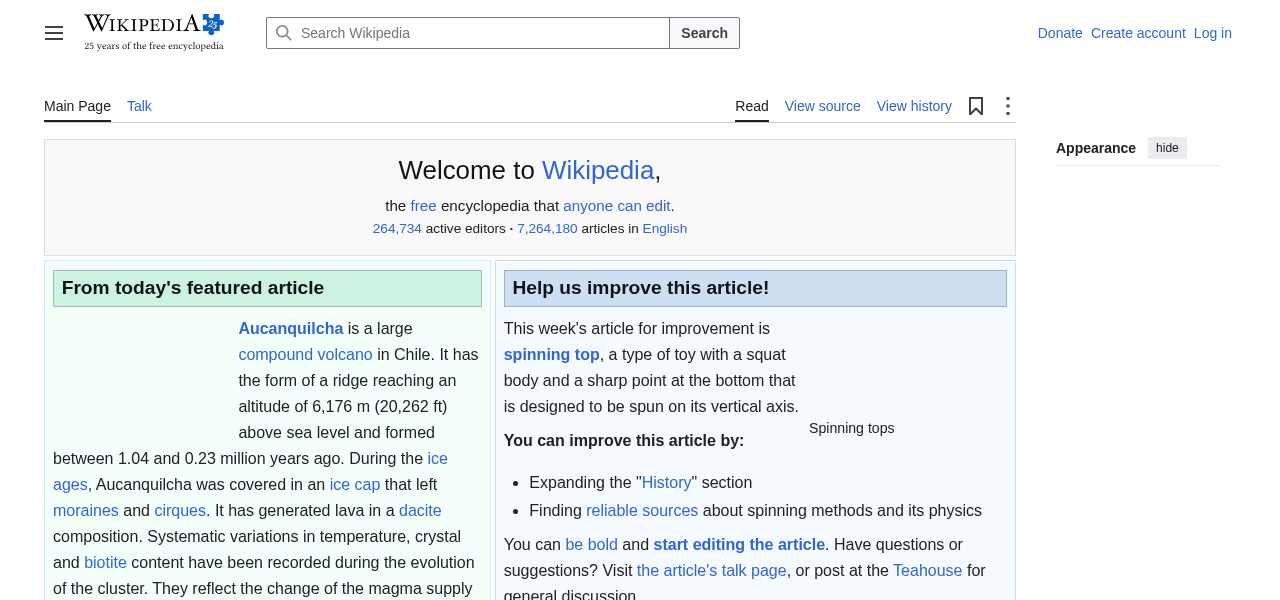 WIKIPEDIA 25
25 years of the free encyclopedia
Search Wikipedia
Search
Donate Create account Log in
Main Page Talk
Read View source View history
Appearance hide
Welcome to Wikipedia,
the free encyclopedia that anyone can edit.
264,734 active editors · 7,264,180 articles in English
From today's featured article
Aucanquilcha is a large
compound volcano in Chile. It has
the form of a ridge reaching an
altitude of 6,176 m (20,262 ft)
above sea level and formed
between 1.04 and 0.23 million years ago. During the ice
ages, Aucanquilcha was covered in an ice cap that left
moraines and cirques. It has generated lava in a dacite
composition. Systematic variations in temperature, crystal
and biotite content have been recorded during the evolution
of the cluster. They reflect the change of the magma supply
Help us improve this article!
This week's article for improvement is
spinning top, a type of toy with a squat
body and a sharp point at the bottom that
is designed to be spun on its vertical axis.
Spinning tops
You can improve this article by:
• Expanding the "History" section
• Finding reliable sources about spinning methods and its physics
You can be bold and start editing the article. Have questions or
suggestions? Visit the article's talk page, or post at the Teahouse for
general discussion.